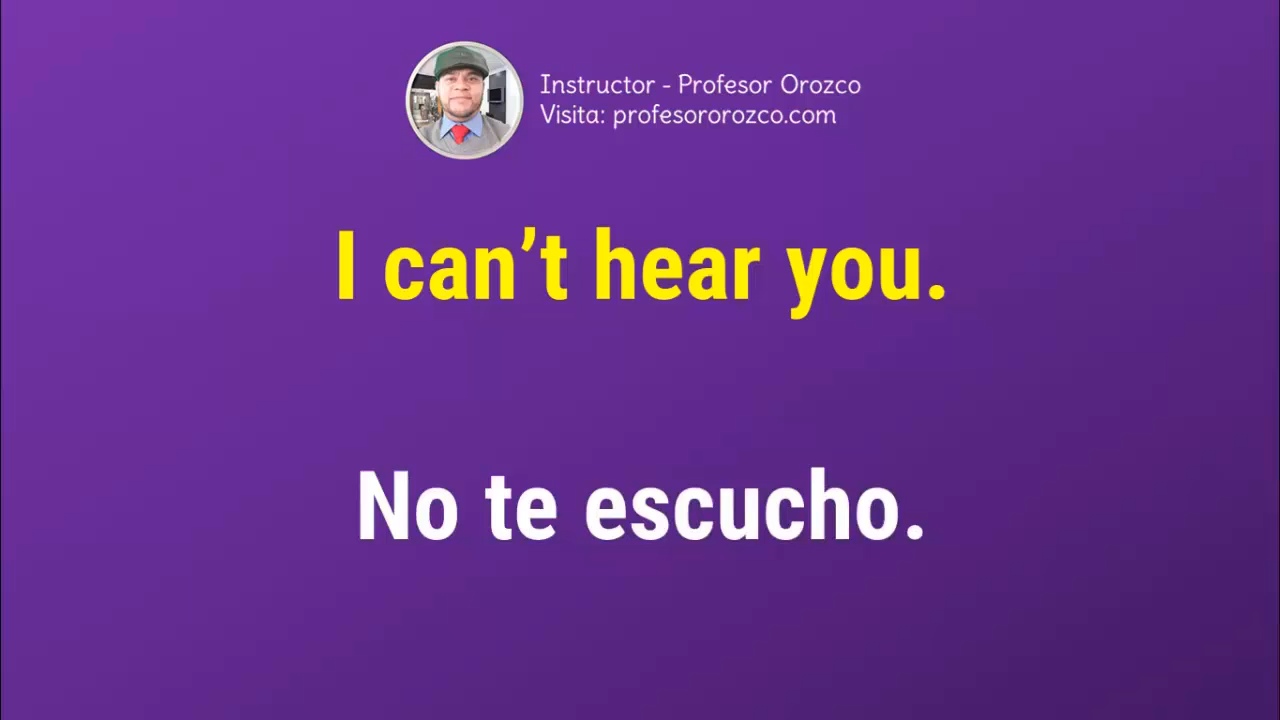 Instructor - Profesor Orozco
Visita: profesororozco.com
I can’t hear you.
No te escucho.